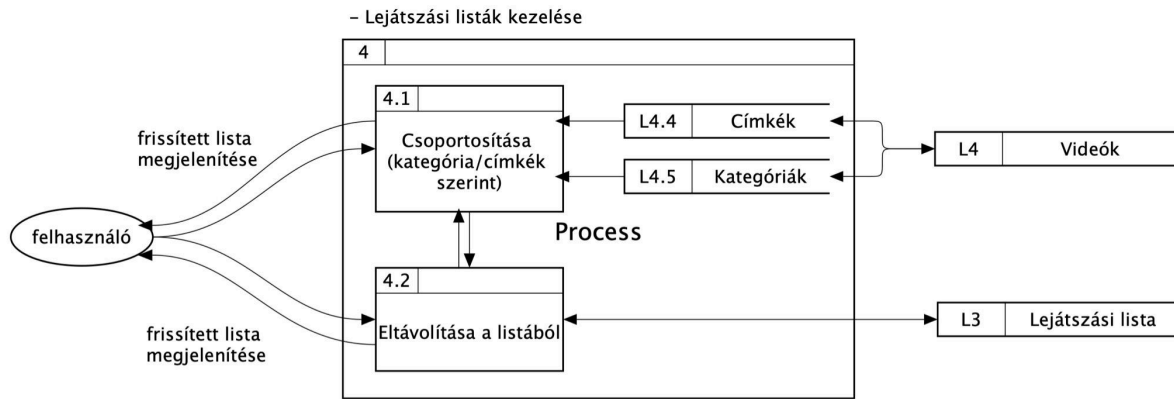 – Lejátszási listák kezelése
4
4.1
Csoportosítása
(kategória/címkék
szerint)
L4.4
Címkék
L4.5
Kategóriák
L4
Videók
frissített lista
megjelenítése
felhasználó
Process
4.2
Eltávolítása a listából
L3
Lejátszási lista
frissített lista
megjelenítése